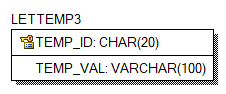 LETTEMP3
TEMP_ID: CHAR(20)
TEMP_VAL: VARCHAR(100)